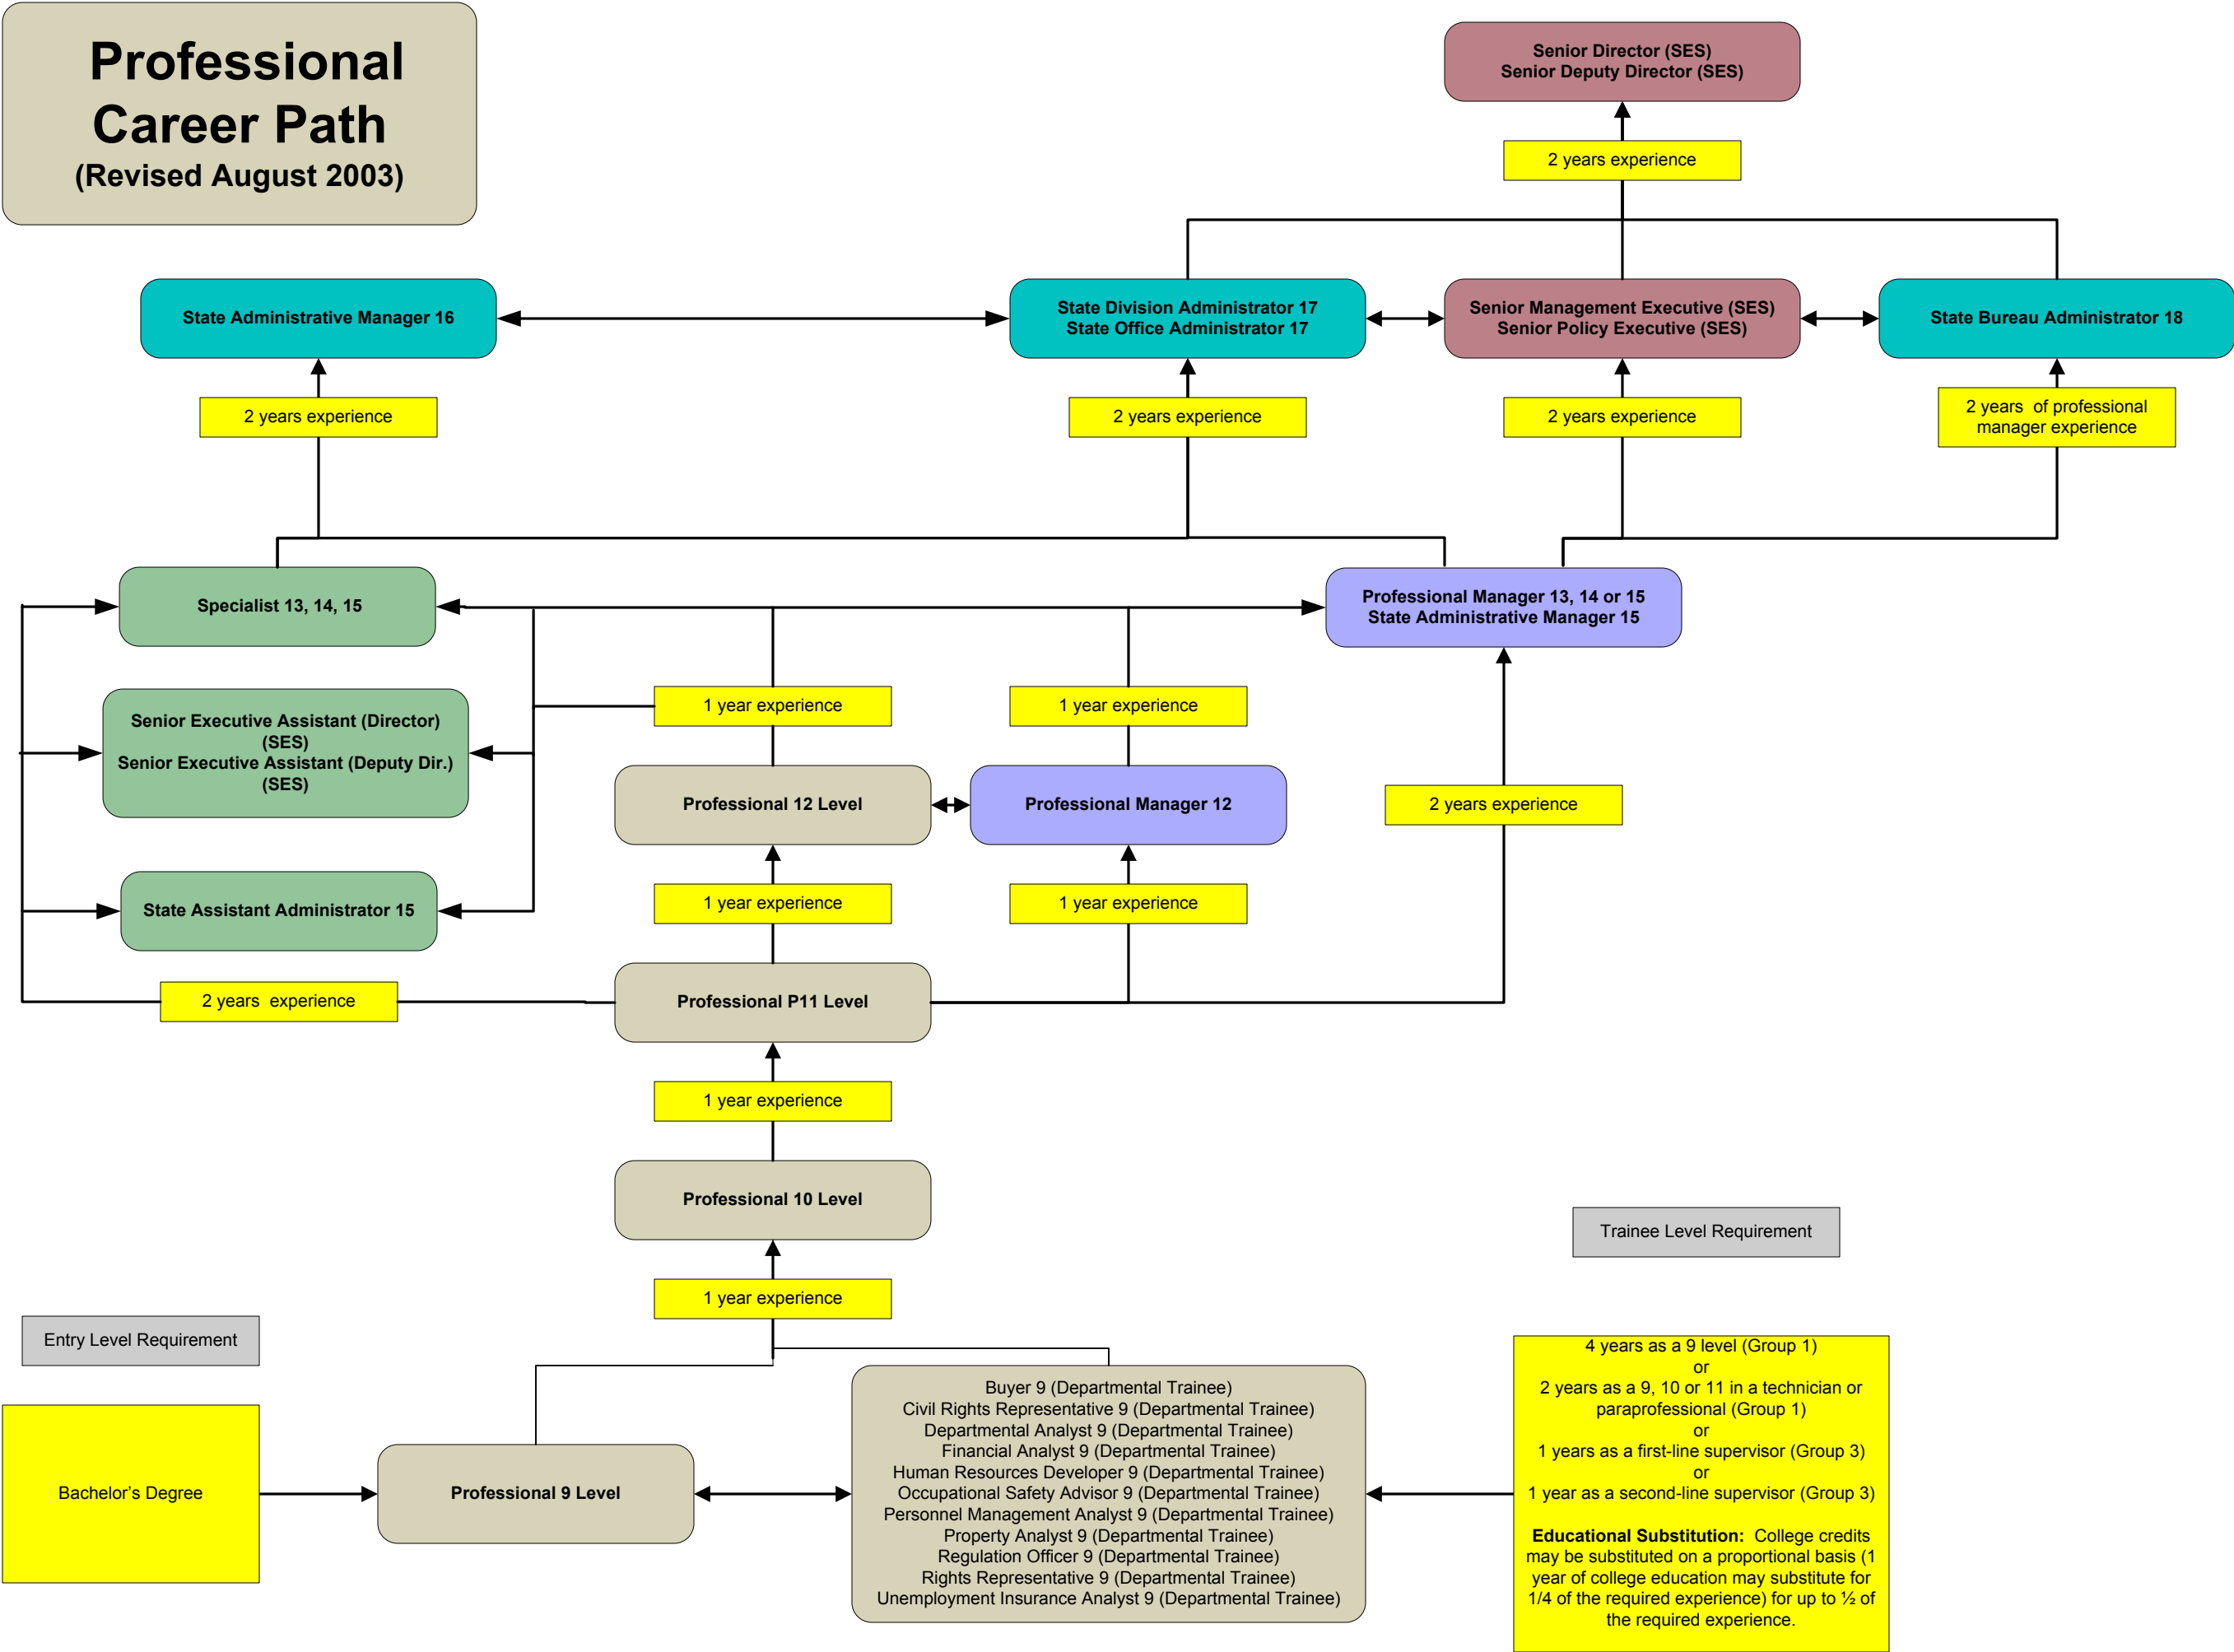 Professional
Career Path
(Revised August 2003)
Senior Director (SES)
Senior Deputy Director (SES)
2 years experience
State Administrative Manager 16
State Division Administrator 17
State Office Administrator 17
Senior Management Executive (SES)
Senior Policy Executive (SES)
State Bureau Administrator 18
2 years experience
2 years experience
2 years experience
2 years  of professional
manager experience
Specialist 13, 14, 15
Professional Manager 13, 14 or 15
State Administrative Manager 15
Senior Executive Assistant (Director)
(SES)
Senior Executive Assistant (Deputy Dir.)
(SES)
1 year experience
1 year experience
Professional 12 Level
Professional Manager 12
2 years experience
State Assistant Administrator 15
1 year experience
1 year experience
2 years  experience
Professional P11 Level
1 year experience
Professional 10 Level
Trainee Level Requirement
1 year experience
Entry Level Requirement
Bachelor's Degree
Professional 9 Level
Buyer 9 (Departmental Trainee)
Civil Rights Representative 9 (Departmental Trainee)
Departmental Analyst 9 (Departmental Trainee)
Financial Analyst 9 (Departmental Trainee)
Human Resources Developer 9 (Departmental Trainee)
Occupational Safety Advisor 9 (Departmental Trainee)
Personnel Management Analyst 9 (Departmental Trainee)
Property Analyst 9 (Departmental Trainee)
Regulation Officer 9 (Departmental Trainee)
Rights Representative 9 (Departmental Trainee)
Unemployment Insurance Analyst 9 (Departmental Trainee)
4 years as a 9 level (Group 1)
or
2 years as a 9, 10 or 11 in a technician or
paraprofessional (Group 1)
or
1 years as a first-line supervisor (Group 3)
or
1 year as a second-line supervisor (Group 3)
Educational Substitution:  College credits
may be substituted on a proportional basis (1
year of college education may substitute for
1/4 of the required experience) for up to ½ of
the required experience.